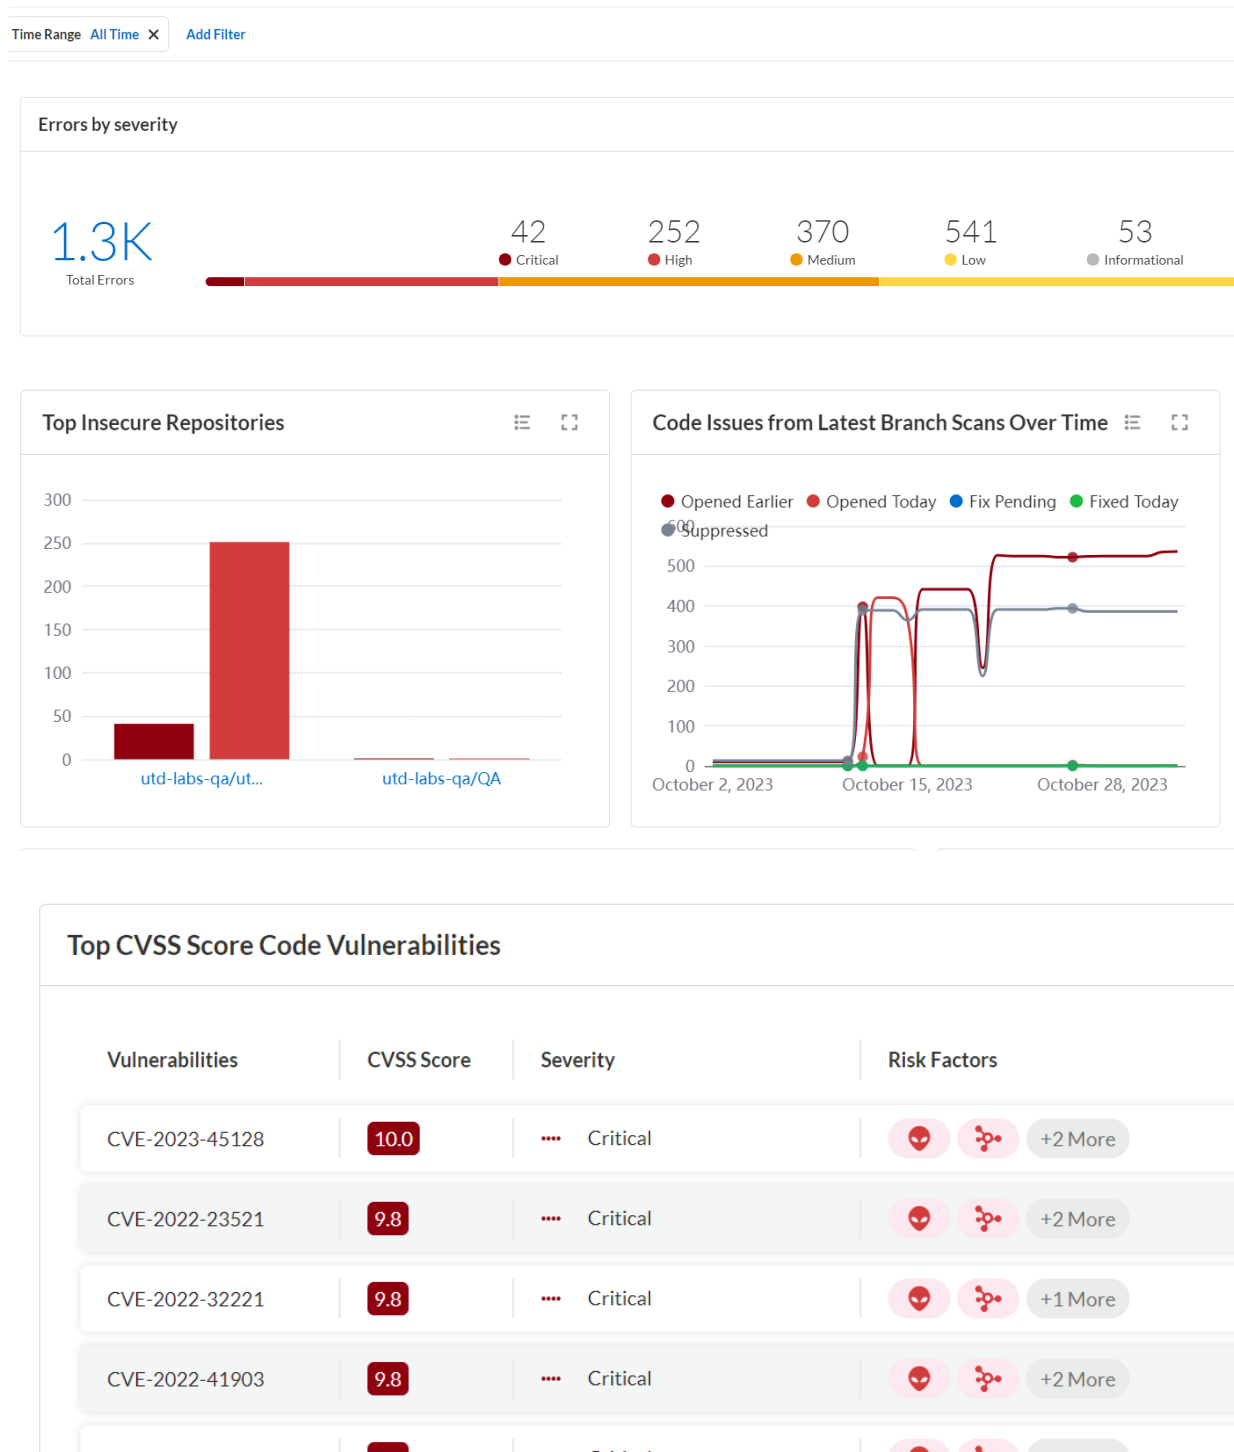 Time Range All Time ✕ Add Filter
Errors by severity
1.3K
Total Errors
42 252 370 541 53
Critical High Medium Low Informational
Top Insecure Repositories
300
250
200
150
100
50
0
utd-labs-qa/ut... utd-labs-qa/QA
Code Issues from Latest Branch Scans Over Time
Opened Earlier Opened Today Fix Pending Fixed Today
Suppressed
600
500
400
300
200
100
0
October 2, 2023 October 15, 2023 October 28, 2023
Top CVSS Score Code Vulnerabilities
Vulnerabilities CVSS Score Severity Risk Factors
CVE-2023-45128 10.0 Critical +2 More
CVE-2022-23521 9.8 Critical +2 More
CVE-2022-32221 9.8 Critical +1 More
CVE-2022-41903 9.8 Critical +2 More